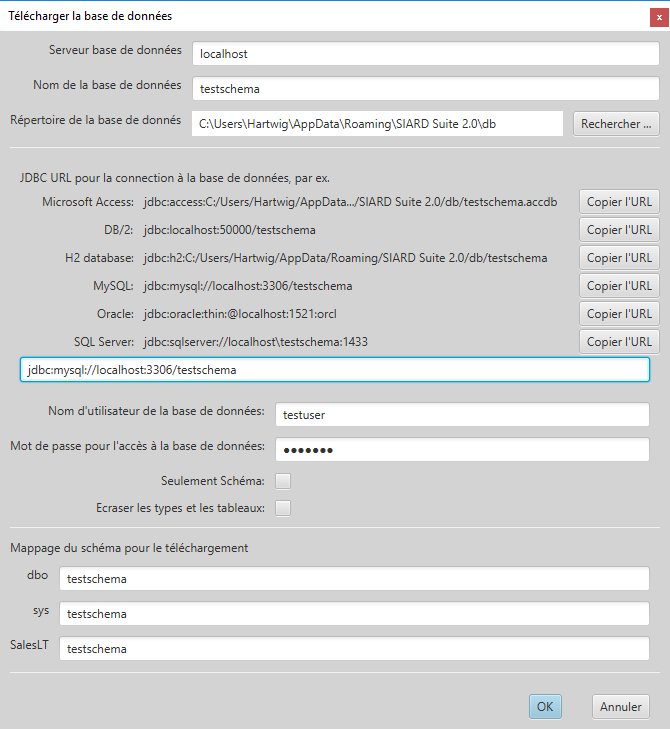 Télécharger la base de données
x
Serveur base de données localhost
Nom de la base de données testschema
Répertoire de la base de donnés C:\Users\Hartwig\AppData\Roaming\SIARD Suite 2.0\db Rechercher ...
JDBC URL pour la connection à la base de données, par ex.
Microsoft Access: jdbc:access:C:/Users/Hartwig/AppData.../SIARD Suite 2.0/db/testschema.accdb Copier l'URL
DB/2: jdbc:localhost:50000/testschema Copier l'URL
H2 database: jdbc:h2:C:/Users/Hartwig/AppData/Roaming/SIARD Suite 2.0/db/testschema Copier l'URL
MySQL: jdbc:mysql://localhost:3306/testschema Copier l'URL
Oracle: jdbc:oracle:thin:@localhost:1521:orcl Copier l'URL
SQL Server: jdbc:sqlserver://localhost\testschema:1433 Copier l'URL
jdbc:mysql://localhost:3306/testschema
Nom d'utilisateur de la base de données: testuser
Mot de passe pour l'accès à la base de données: ●●●●●●●
Seulement Schéma:
Ecraser les types et les tableaux:
Mappage du schéma pour le téléchargement
dbo testschema
sys testschema
SalesLT testschema
OK Annuler